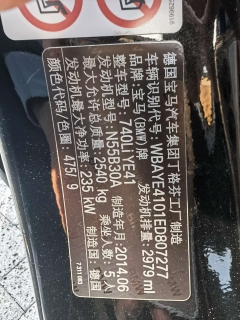 德国宝马汽车集团丁格芬工厂 制造
车辆识别代号: WBAYE4101ED807277
品牌: 宝马(BMW)牌
整车型号: 740LI YE41
发动机型号: N55B30A 发动机排量: 2979 ml
最大允许总质量: 2540 kg 制造年月: 2014.06
发动机最大净功率: 235 kW 乘坐人数: 5人
颜色代码/色圈: 475/ 9 制造国: 德国